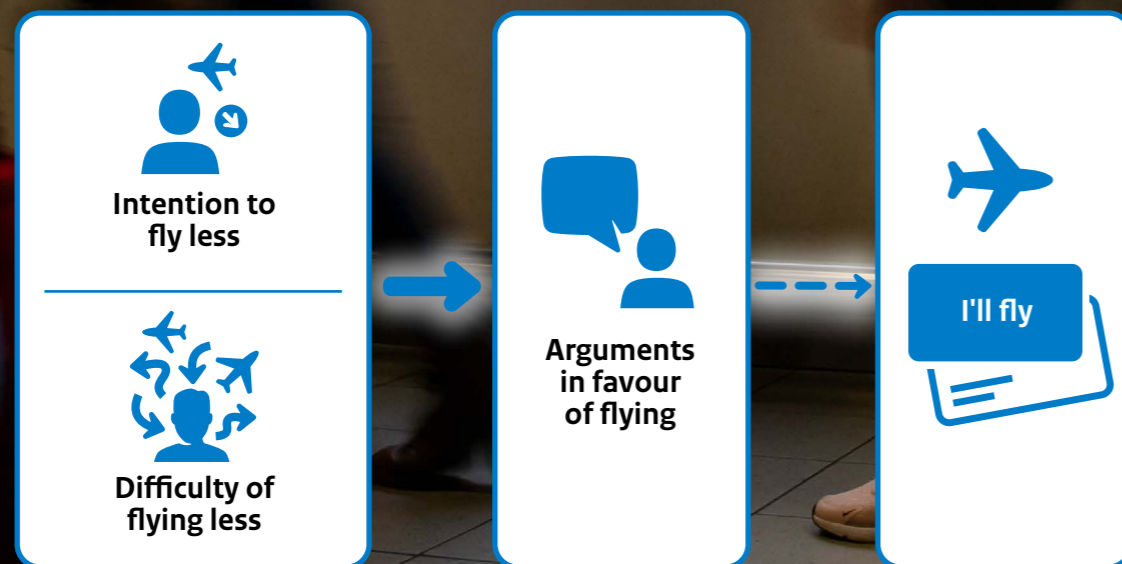 Intention to
fly less
Difficulty of
flying less
Arguments
in favour
of flying
I'll fly